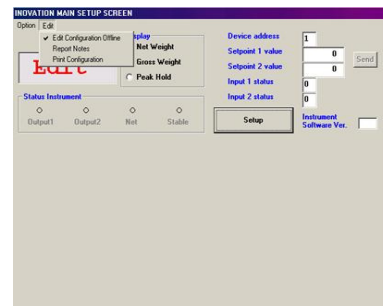 INOVATION MAIN SETUP SCREEN
Option Edit
Edit Configuration Offline
Report Notes
Print Configuration
Edit
Net Weight
Gross Weight
Peak Hold
Device address 1
Setpoint 1 value 0
Setpoint 2 value 0
Send
Input 1 status 0
Input 2 status 0
Status Instrument
Output1 Output2 Net Stable
Setup
Instrument
Software Ver.